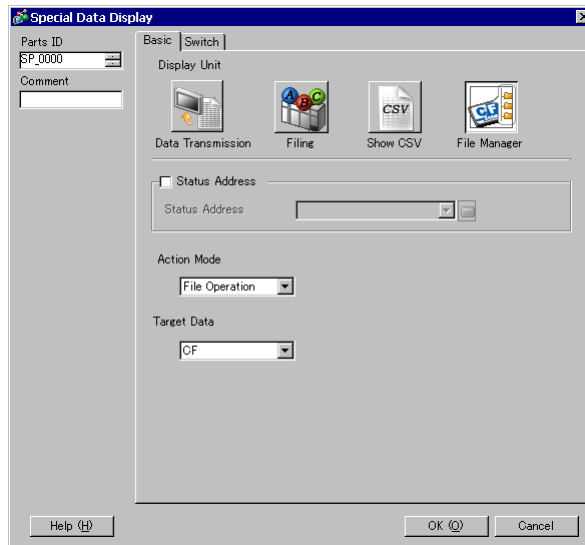 Special Data Display
Parts ID
SP_0000
Comment
Basic
Switch
Display Unit
A B C
CSV
CF
Data Transmission
Filing
Show CSV
File Manager
Status Address
Status Address
Action Mode
File Operation
Target Data
CF
Help (H)
OK (O)
Cancel